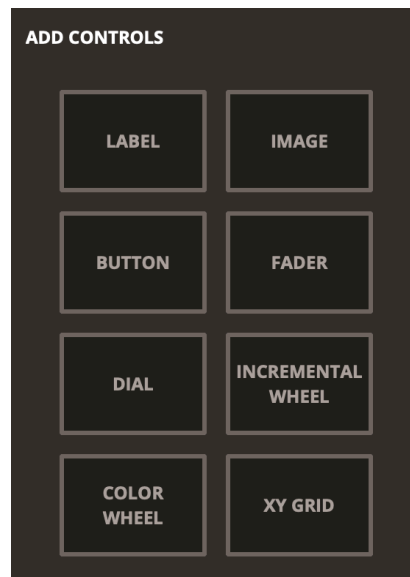 ADD CONTROLS
LABEL
IMAGE
BUTTON
FADER
DIAL
INCREMENTAL
WHEEL
COLOR
WHEEL
XY GRID